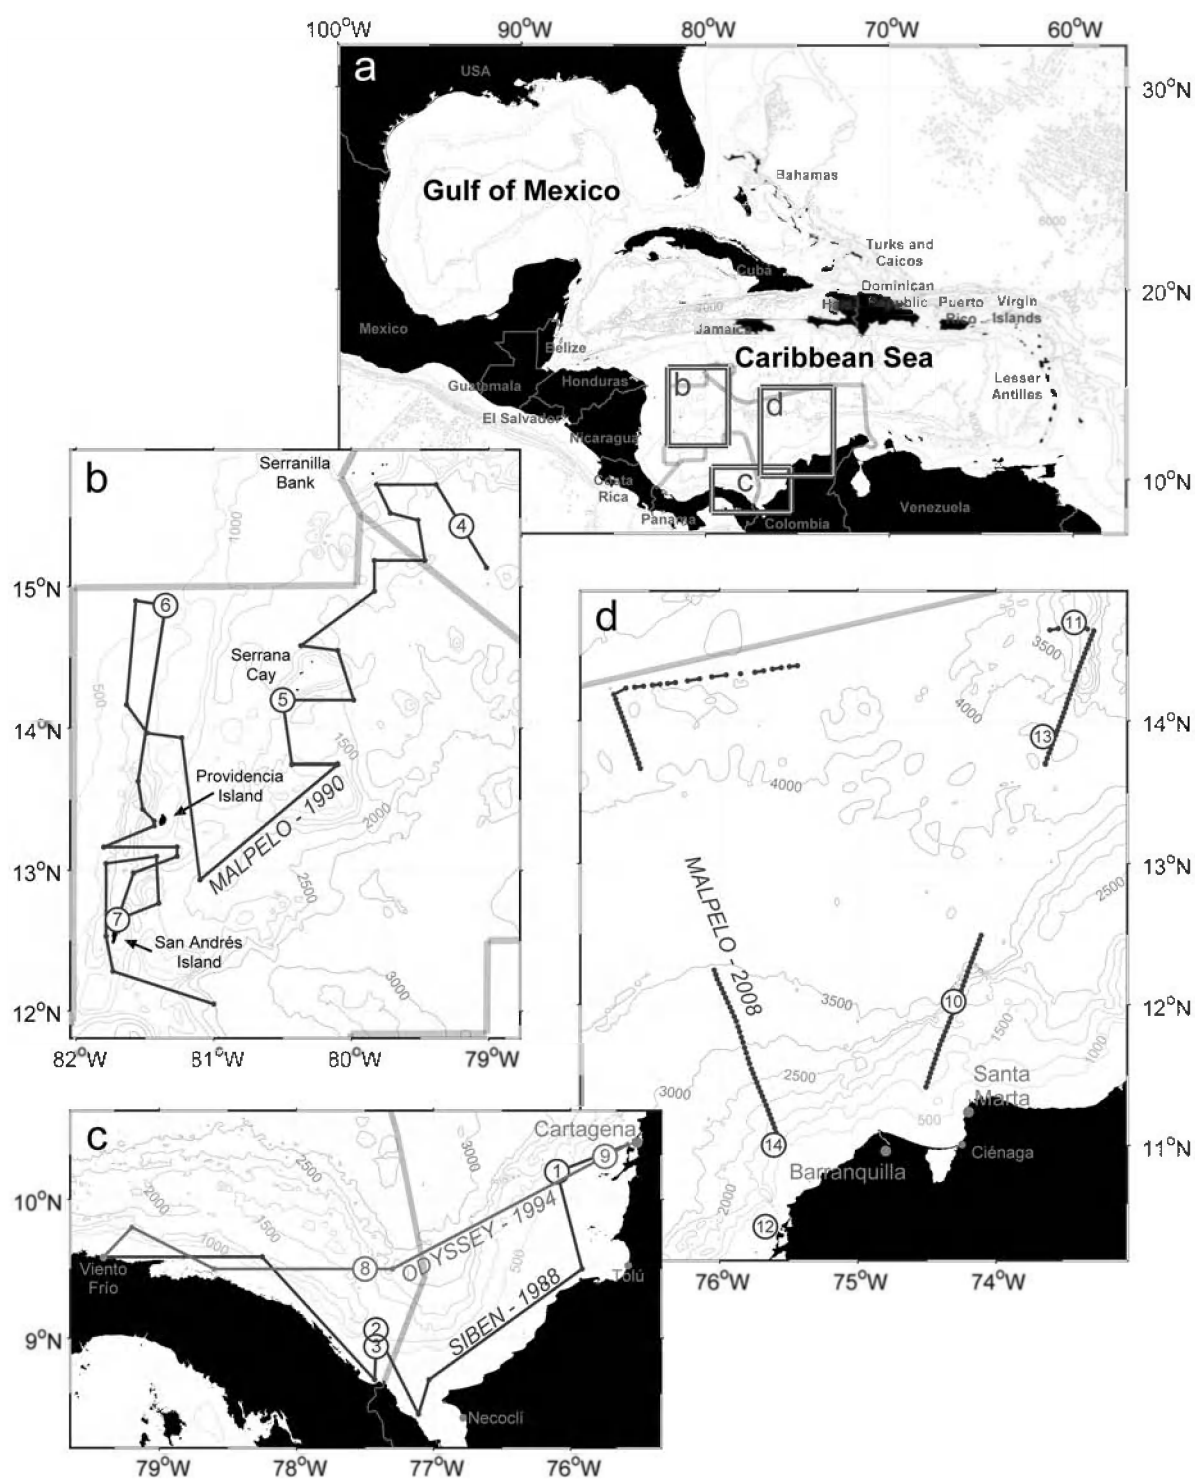 100°W 90°W 80°W 70°W 60°W
a
USA
30°N
Gulf of Mexico
Bahamas
6000
Turks and
Caicos
Cuba
Dominican
Republic
20°N
Puerto
Rico
Virgin
Islands
Jamaica
Mexico
Belize
Caribbean Sea
Lesser
Antilles
Guatemala
Honduras
b
d
El Salvador
Nicaragua
10°N
Costa
Rica
c
Venezuela
Panama
Colombia
b
Serranilla
Bank
1000
4
15°N
6
Serrana
Cay
500
5
14°N
1500
Providencia
Island
MALPELO - 1990
2000
13°N
2500
7
San Andrés
Island
3000
12°N
82°W 81°W 80°W 79°W
d
11
3500
4000
14°N
13
4000
13°N
MALPELO - 2008
2500
3500
10
12°N
1500
1000
3000
2500
Santa
Marta
500
14
11°N
Ciénaga
Barranquilla
2000
12
76°W 75°W 74°W
c
3000
Cartagena
1
9
2000
10°N
1500
1000
ODYSSEY - 1994
8
500
Viento
Frío
Tolú
SIBEN - 1988
2
3
9°N
Necoclí
79°W 78°W 77°W 76°W